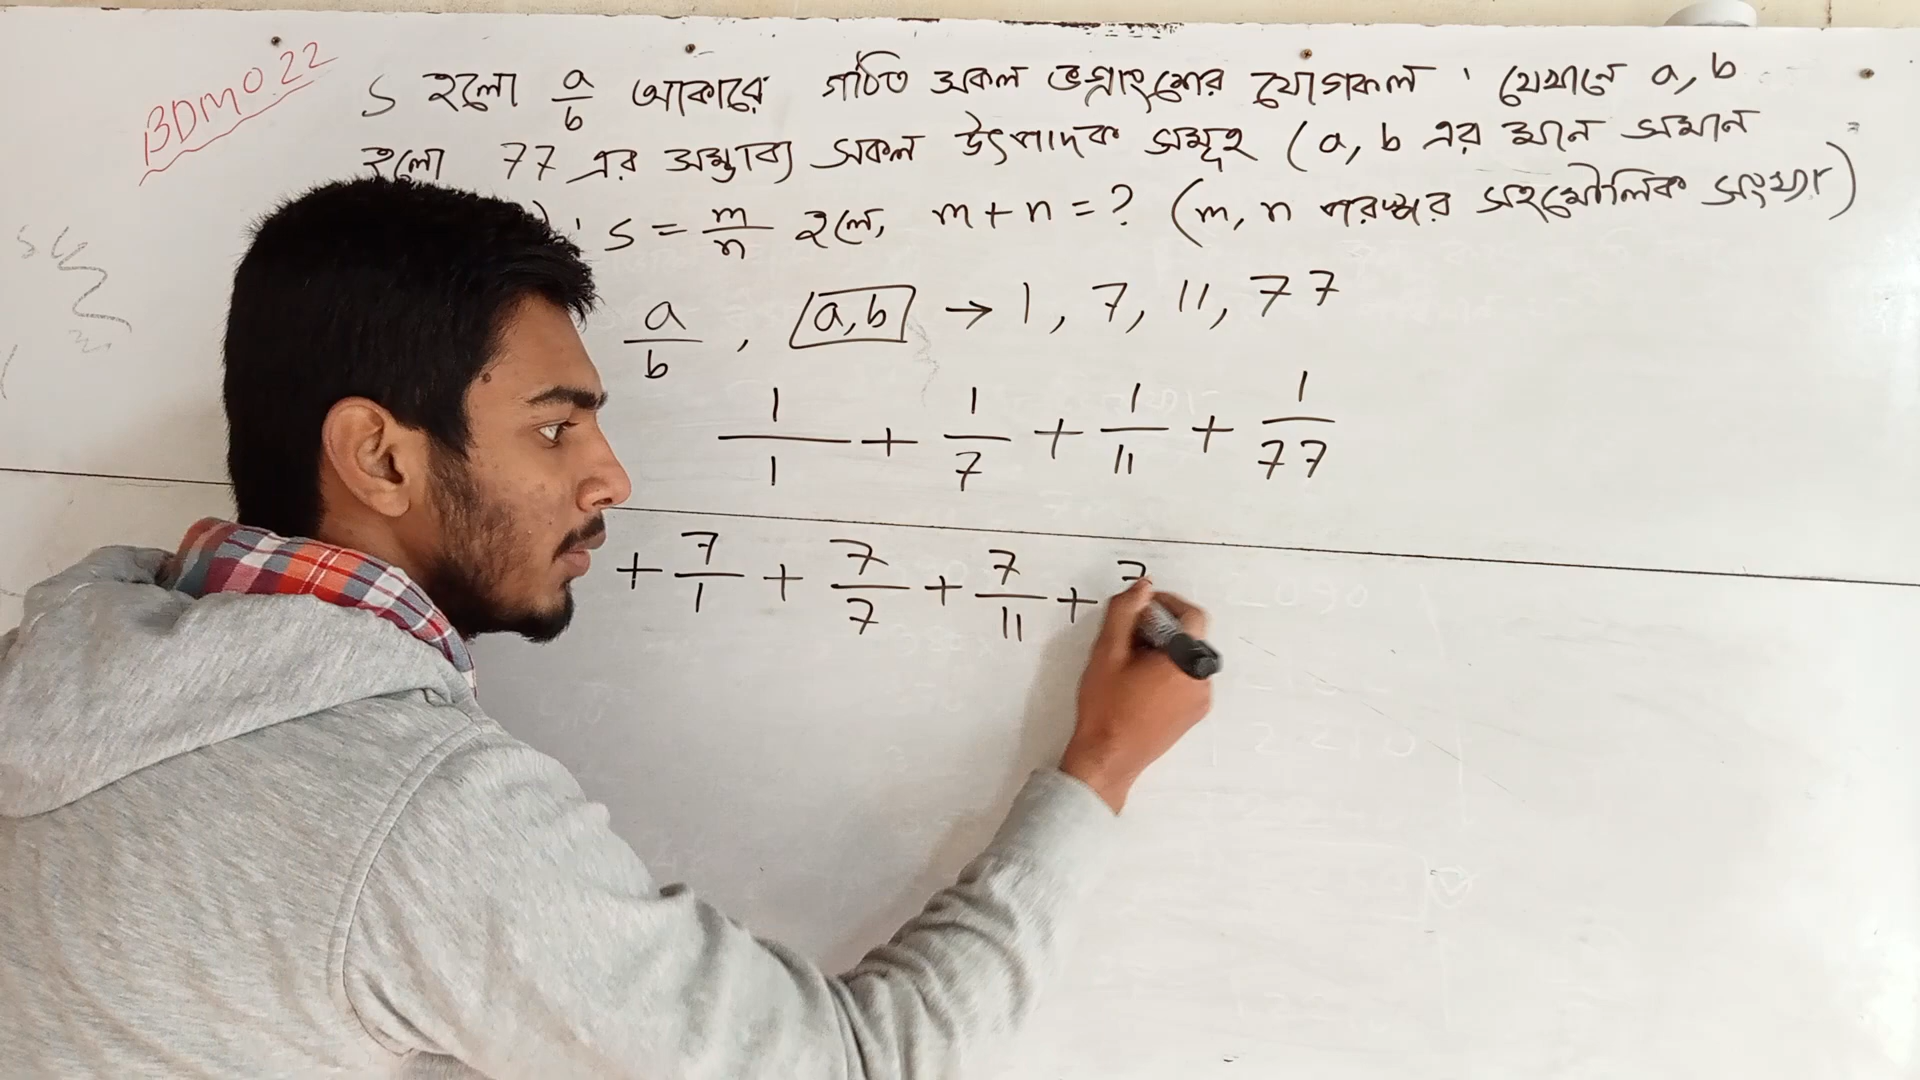 BDMO.22
S হলো a/b আকারে গঠিত সকল ভগ্নাংশের যোগফল। যেখানে a, b
হলো 77 এর সম্ভাব্য সকল উৎপাদক সমূহ (a, b এর মান সমান
)। S = m/n হলে, m+n = ? (m, n পরস্পর সহমৌলিক সংখ্যা)
a/b , a,b → 1, 7, 11, 77
1/1 + 1/7 + 1/11 + 1/77
+ 7/1 + 7/7 + 7/11 + 7